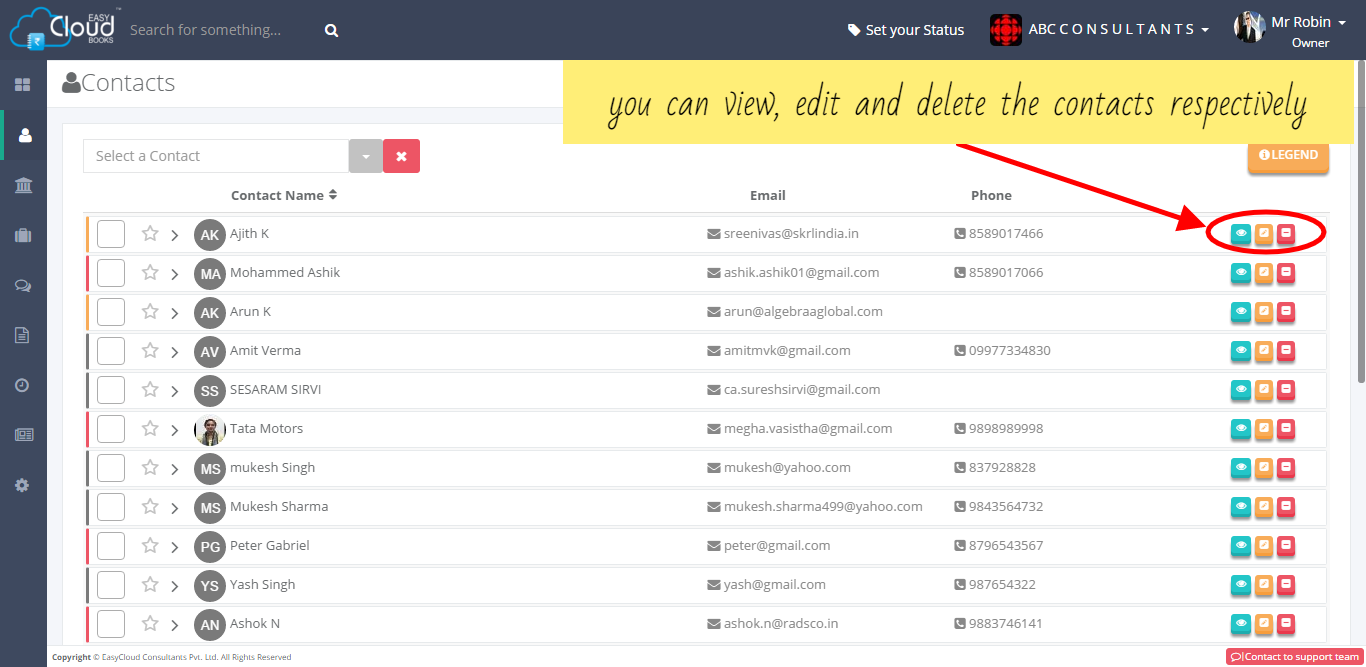 EASY
Cloud
BOOKS
Search for something...
Set your Status
ABCCONSULTANTS
Mr Robin
Owner
Contacts
you can view, edit and delete the contacts respectively
Select a Contact
LEGEND
Contact Name Email Phone
AK Ajith K sreenivas@skrlindia.in 8589017466
MA Mohammed Ashik ashik.ashik01@gmail.com 8589017066
AK Arun K arun@algebraaglobal.com
AV Amit Verma amitmvk@gmail.com 09977334830
SS SESARAM SIRVI ca.sureshsirvi@gmail.com
Tata Motors megha.vasistha@gmail.com 9898989998
MS mukesh Singh mukesh@yahoo.com 837928828
MS Mukesh Sharma mukesh.sharma499@yahoo.com 9843564732
PG Peter Gabriel peter@gmail.com 8796543567
YS Yash Singh yash@gmail.com 987654322
AN Ashok N ashok.n@radsco.in 9883746141
Copyright © EasyCloud Consultants Pvt. Ltd. All Rights Reserved
|Contact to support team